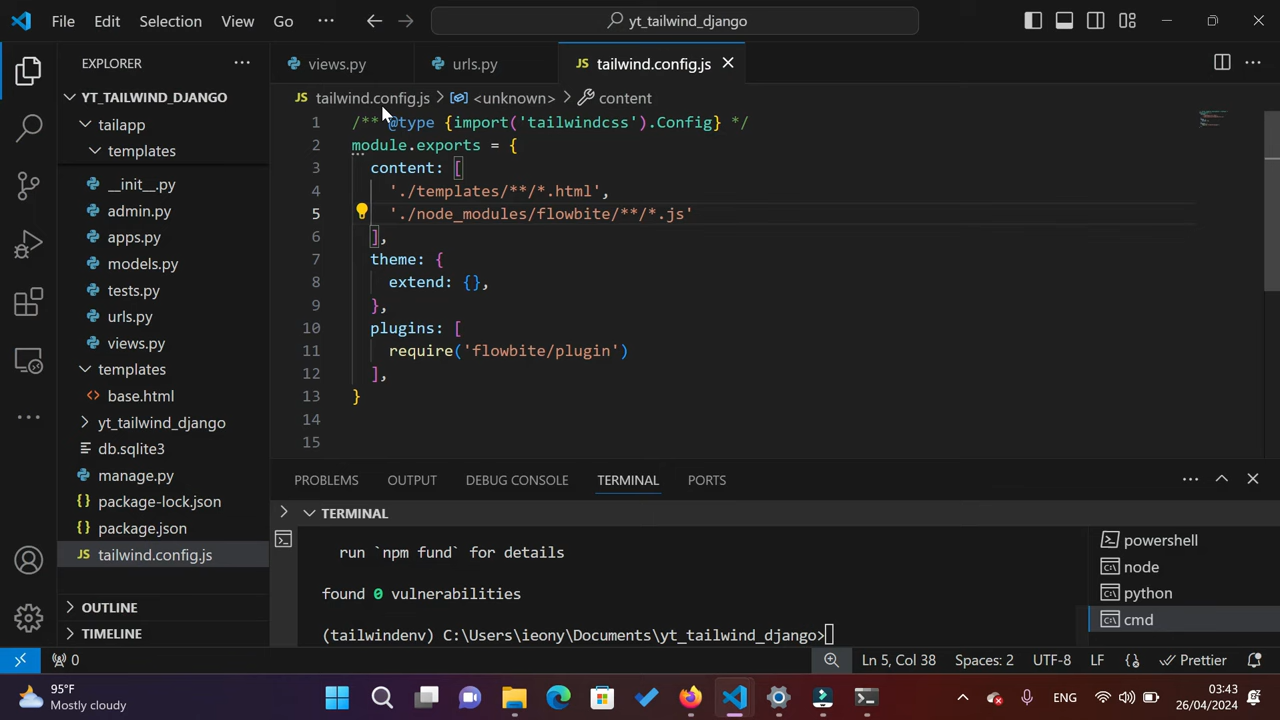 File Edit Selection View Go yt_tailwind_django
EXPLORER
YT_TAILWIND_DJANGO
tailapp
templates
__init__.py
admin.py
apps.py
models.py
tests.py
urls.py
views.py
templates
<> base.html
yt_tailwind_django
db.sqlite3
manage.py
{} package-lock.json
{} package.json
JS tailwind.config.js
OUTLINE
TIMELINE
views.py urls.py JS tailwind.config.js
JS tailwind.config.js > <unknown> > content
1 /** @type {import('tailwindcss').Config} */
2 module.exports = {
3 content: [
4 './templates/**/*.html',
5 './node_modules/flowbite/**/*.js'
6 ],
7 theme: {
8 extend: {},
9 },
10 plugins: [
11 require('flowbite/plugin')
12 ],
13 }
14
15
PROBLEMS OUTPUT DEBUG CONSOLE TERMINAL PORTS
TERMINAL
run `npm fund` for details
found 0 vulnerabilities
(tailwindenv) C:\Users\ieony\Documents\yt_tailwind_django>
powershell
node
python
cmd
0 Ln 5, Col 38 Spaces: 2 UTF-8 LF {} Prettier
95°F
Mostly cloudy
ENG
03:43
26/04/2024